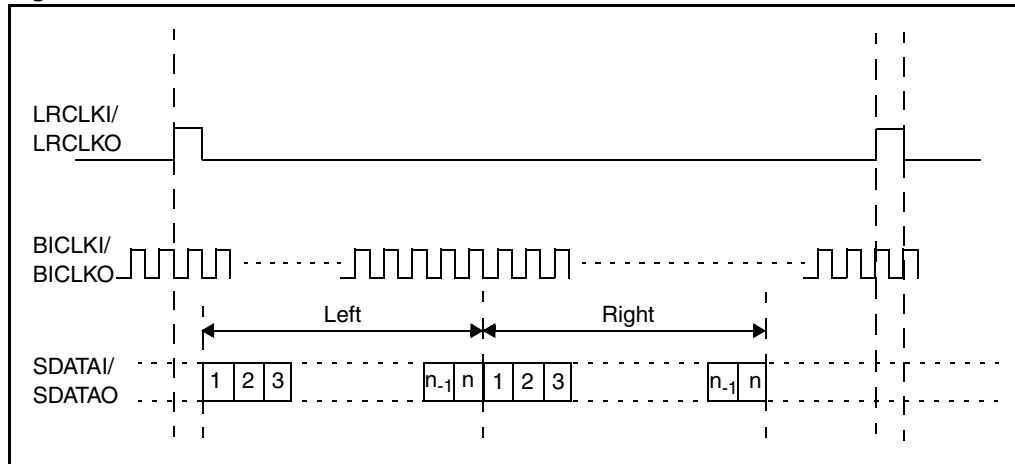 LRCLKI/
LRCLKO
BICLKI/
BICLKO
Left Right
SDATAI/
SDATAO
1 2 3 n-1 n 1 2 3 n-1 n